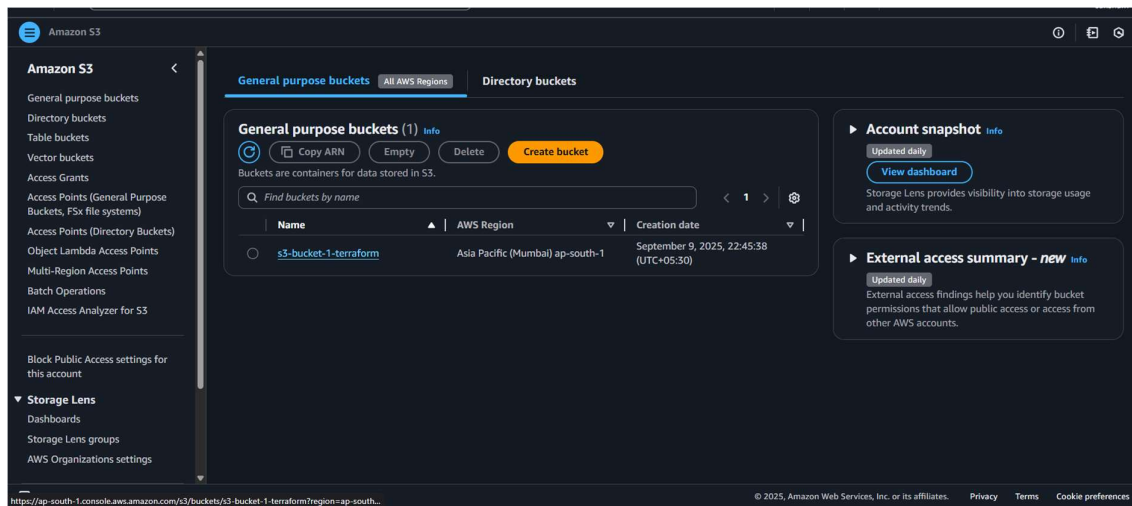 Amazon S3
Amazon S3
General purpose buckets
Directory buckets
Table buckets
Vector buckets
Access Grants
Access Points (General Purpose
Buckets, FSx file systems)
Access Points (Directory Buckets)
Object Lambda Access Points
Multi-Region Access Points
Batch Operations
IAM Access Analyzer for S3
Block Public Access settings for
this account
Storage Lens
Dashboards
Storage Lens groups
AWS Organizations settings
General purpose buckets All AWS Regions Directory buckets
General purpose buckets (1) Info
Copy ARN Empty Delete Create bucket
Buckets are containers for data stored in S3.
Find buckets by name 1
Name AWS Region Creation date
s3-bucket-1-terraform Asia Pacific (Mumbai) ap-south-1 September 9, 2025, 22:45:38
(UTC+05:30)
Account snapshot Info
Updated daily
View dashboard
Storage Lens provides visibility into storage usage
and activity trends.
External access summary - new Info
Updated daily
External access findings help you identify bucket
permissions that allow public access or access from
other AWS accounts.
https://ap-south-1.console.aws.amazon.com/s3/buckets/s3-bucket-1-terraform?region=ap-south...
© 2025, Amazon Web Services, Inc. or its affiliates. Privacy Terms Cookie preferences